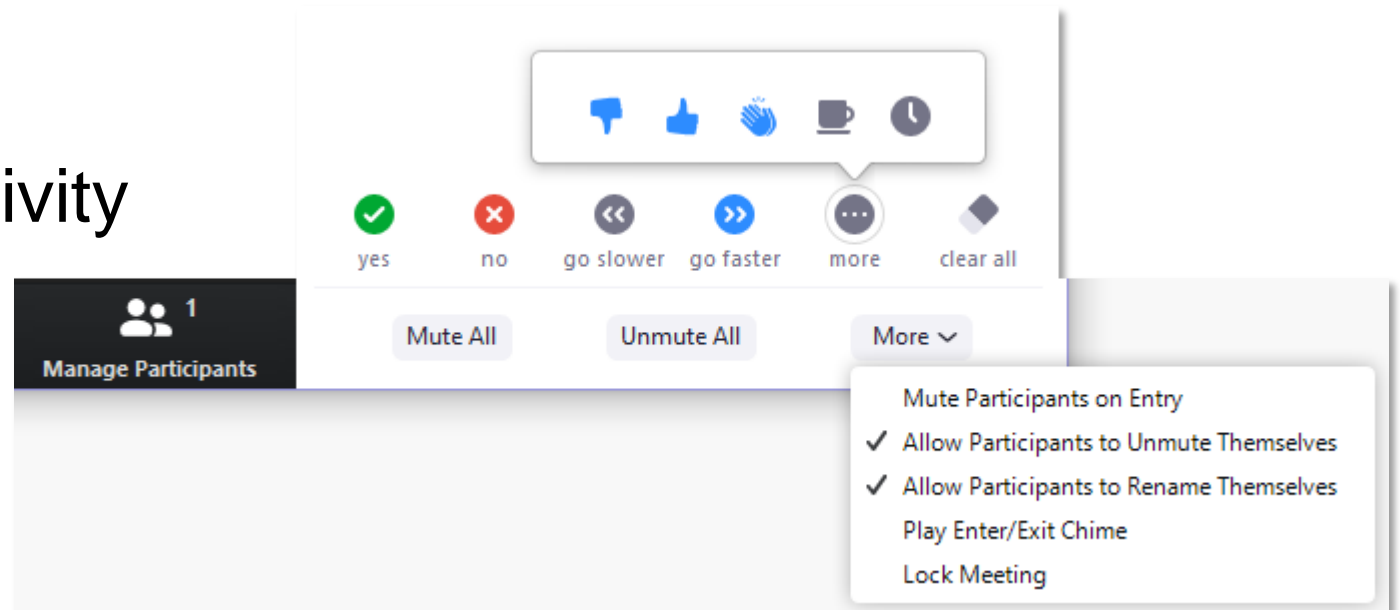 ivity
yes no go slower go faster more clear all
1
Manage Participants
Mute All Unmute All More
Mute Participants on Entry
✓ Allow Participants to Unmute Themselves
✓ Allow Participants to Rename Themselves
Play Enter/Exit Chime
Lock Meeting